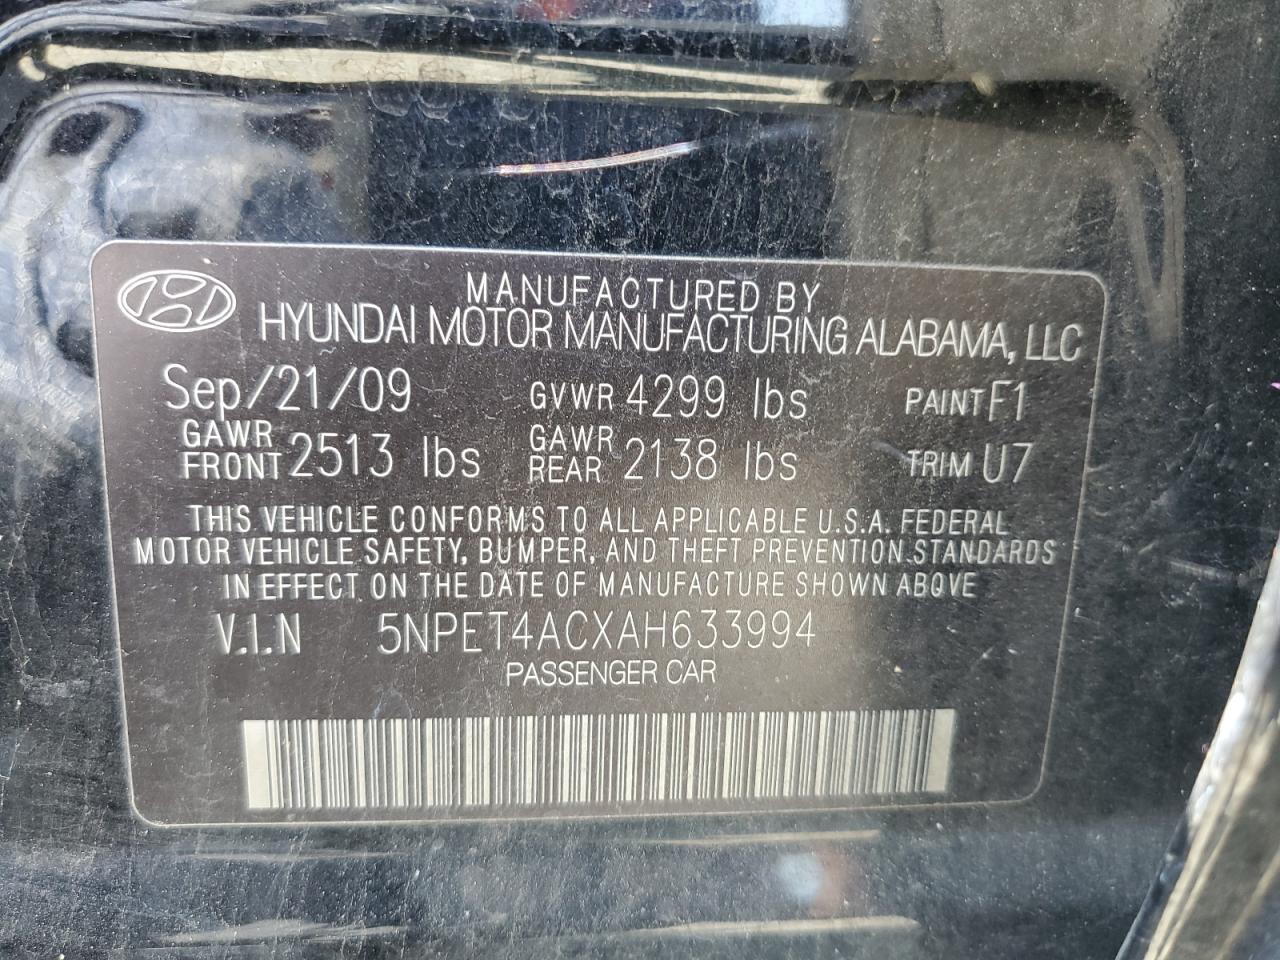 MANUFACTURED BY
HYUNDAI MOTOR MANUFACTURING ALABAMA, LLC
Sep/21/09 GVWR 4299 lbs PAINT F1
GAWR FRONT 2513 lbs GAWR REAR 2138 lbs TRIM U7
THIS VEHICLE CONFORMS TO ALL APPLICABLE U.S.A. FEDERAL
MOTOR VEHICLE SAFETY, BUMPER, AND THEFT PREVENTION STANDARDS
IN EFFECT ON THE DATE OF MANUFACTURE SHOWN ABOVE
V.I.N 5NPET4ACXAH633994
PASSENGER CAR